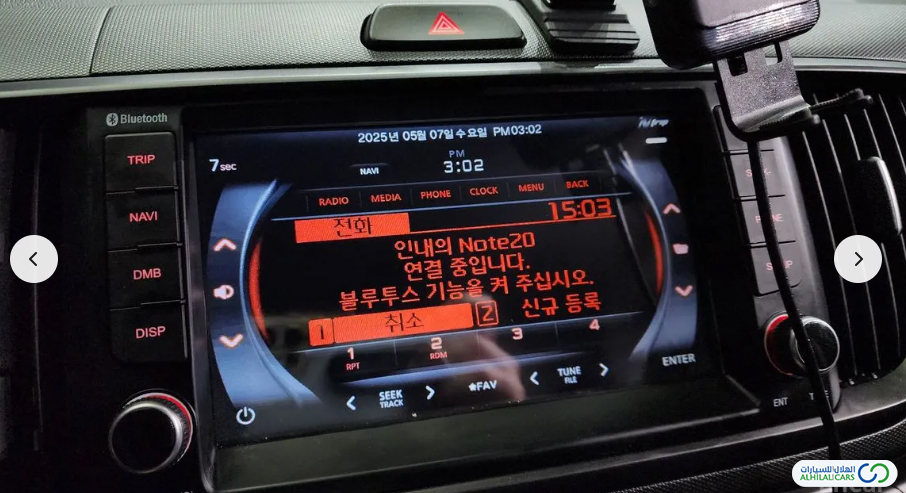 Bluetooth
TRIP
NAVI
DMB
DISP
2025년 05월 07일 수요일 PM03:02
7sec
NAVI
PM
3:02
RADIO MEDIA PHONE CLOCK MENU BACK
전화
15:03
인내의 Note20
연결 중입니다.
블루투스 기능을 켜 주십시오.
1 취소 2 신규 등록
1 2 3 4
RPT RDM
SEEK
TRACK
★FAV
TUNE
FILE
ENTER
ENT
الهلال للسيارات
ALHILALI CARS